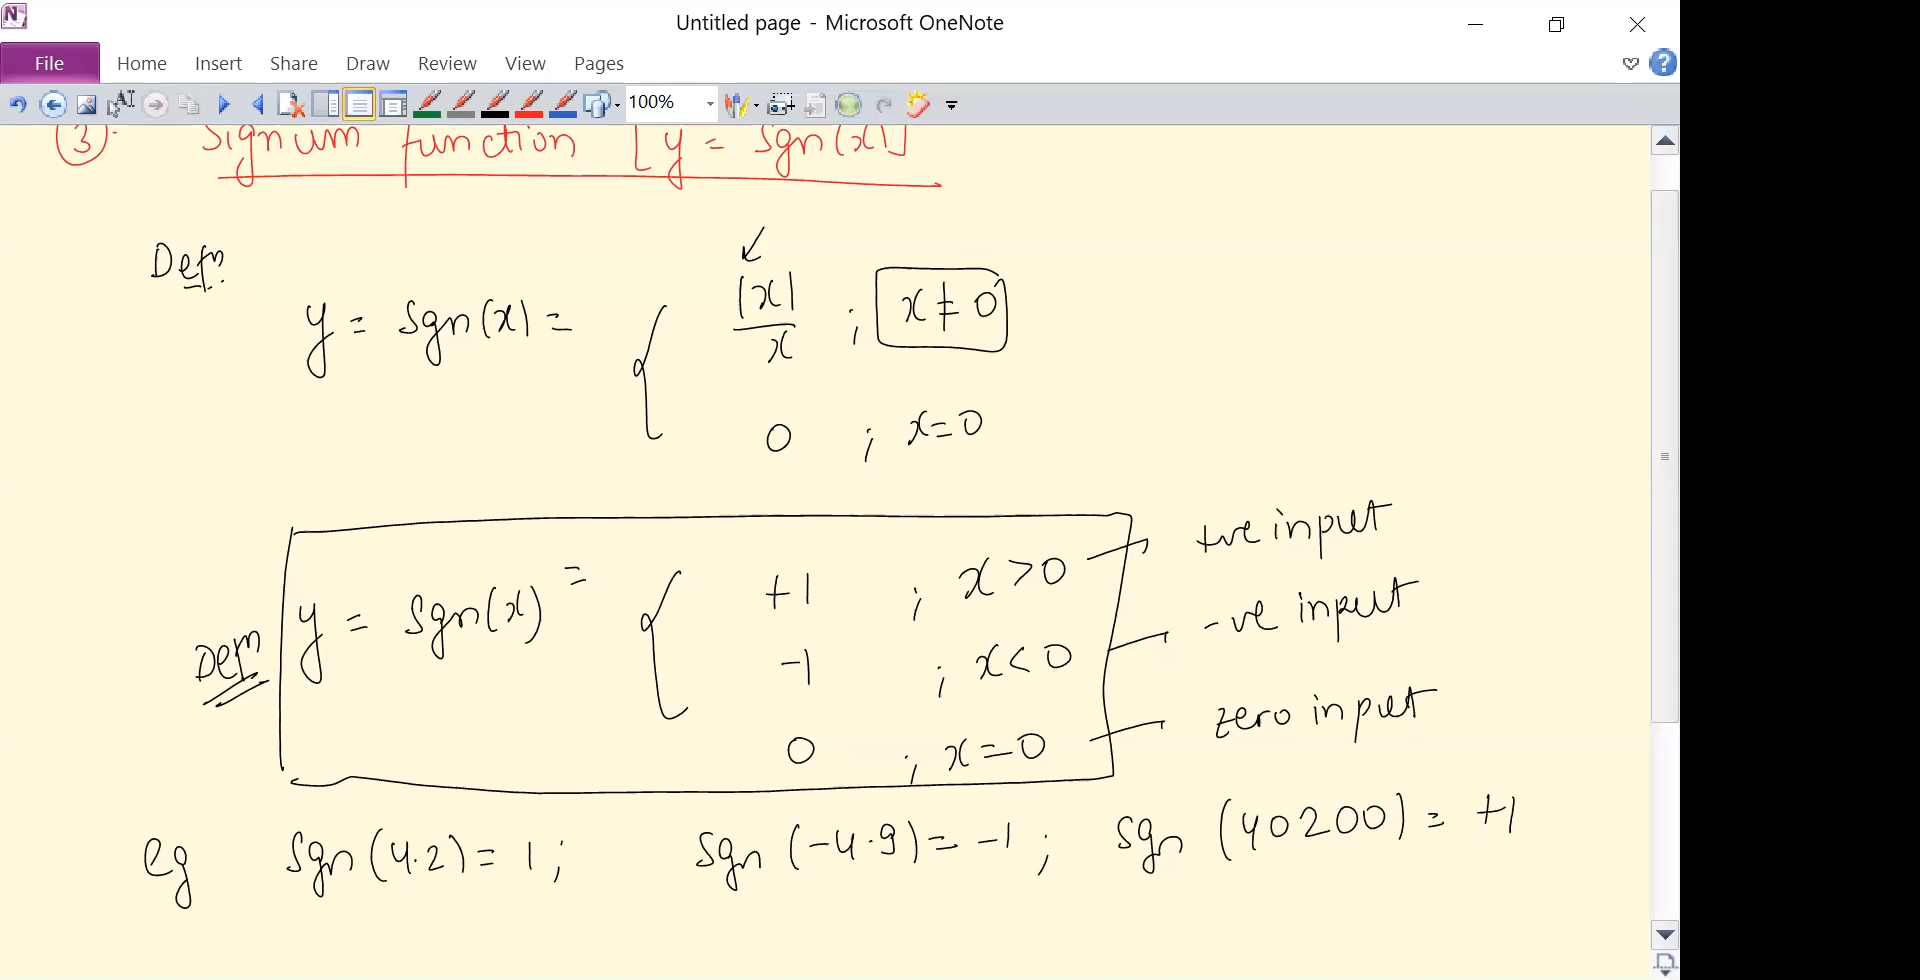 Untitled page - Microsoft OneNote
File Home Insert Share Draw Review View Pages
100%
③. Signum function [y = Sgn(x)]
Defn.
y = Sgn(x) = { |x|/x ; x ≠ 0
0 ; x=0
Defn y = Sgn(x) = { +1 ; x>0 → +ve input
-1 ; x<0 → -ve input
0 ; x=0 → zero input
eg Sgn(4.2) = 1 ; Sgn(-4.9) = -1 ; Sgn(40200) = +1